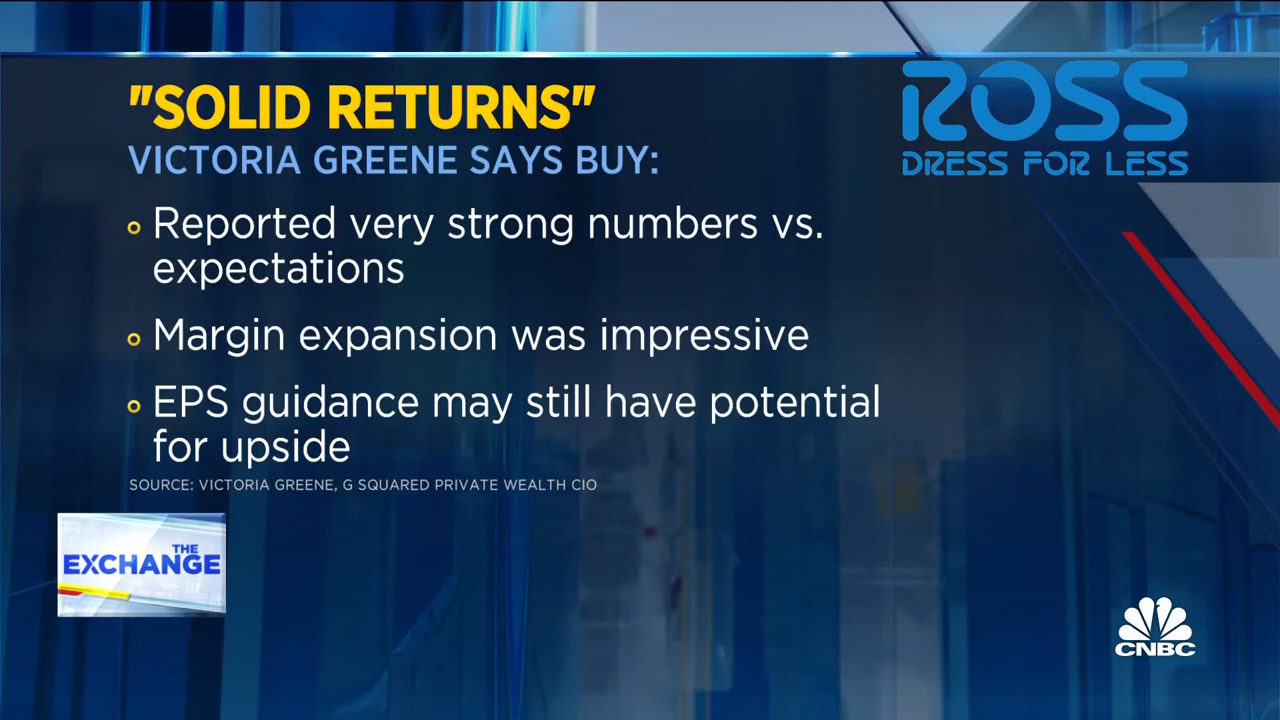 "SOLID RETURNS"
VICTORIA GREENE SAYS BUY:
ROSS
DRESS FOR LESS
Reported very strong numbers vs.
expectations
Margin expansion was impressive
EPS guidance may still have potential
for upside
SOURCE: VICTORIA GREENE, G SQUARED PRIVATE WEALTH CIO
THE
EXCHANGE
CNBC